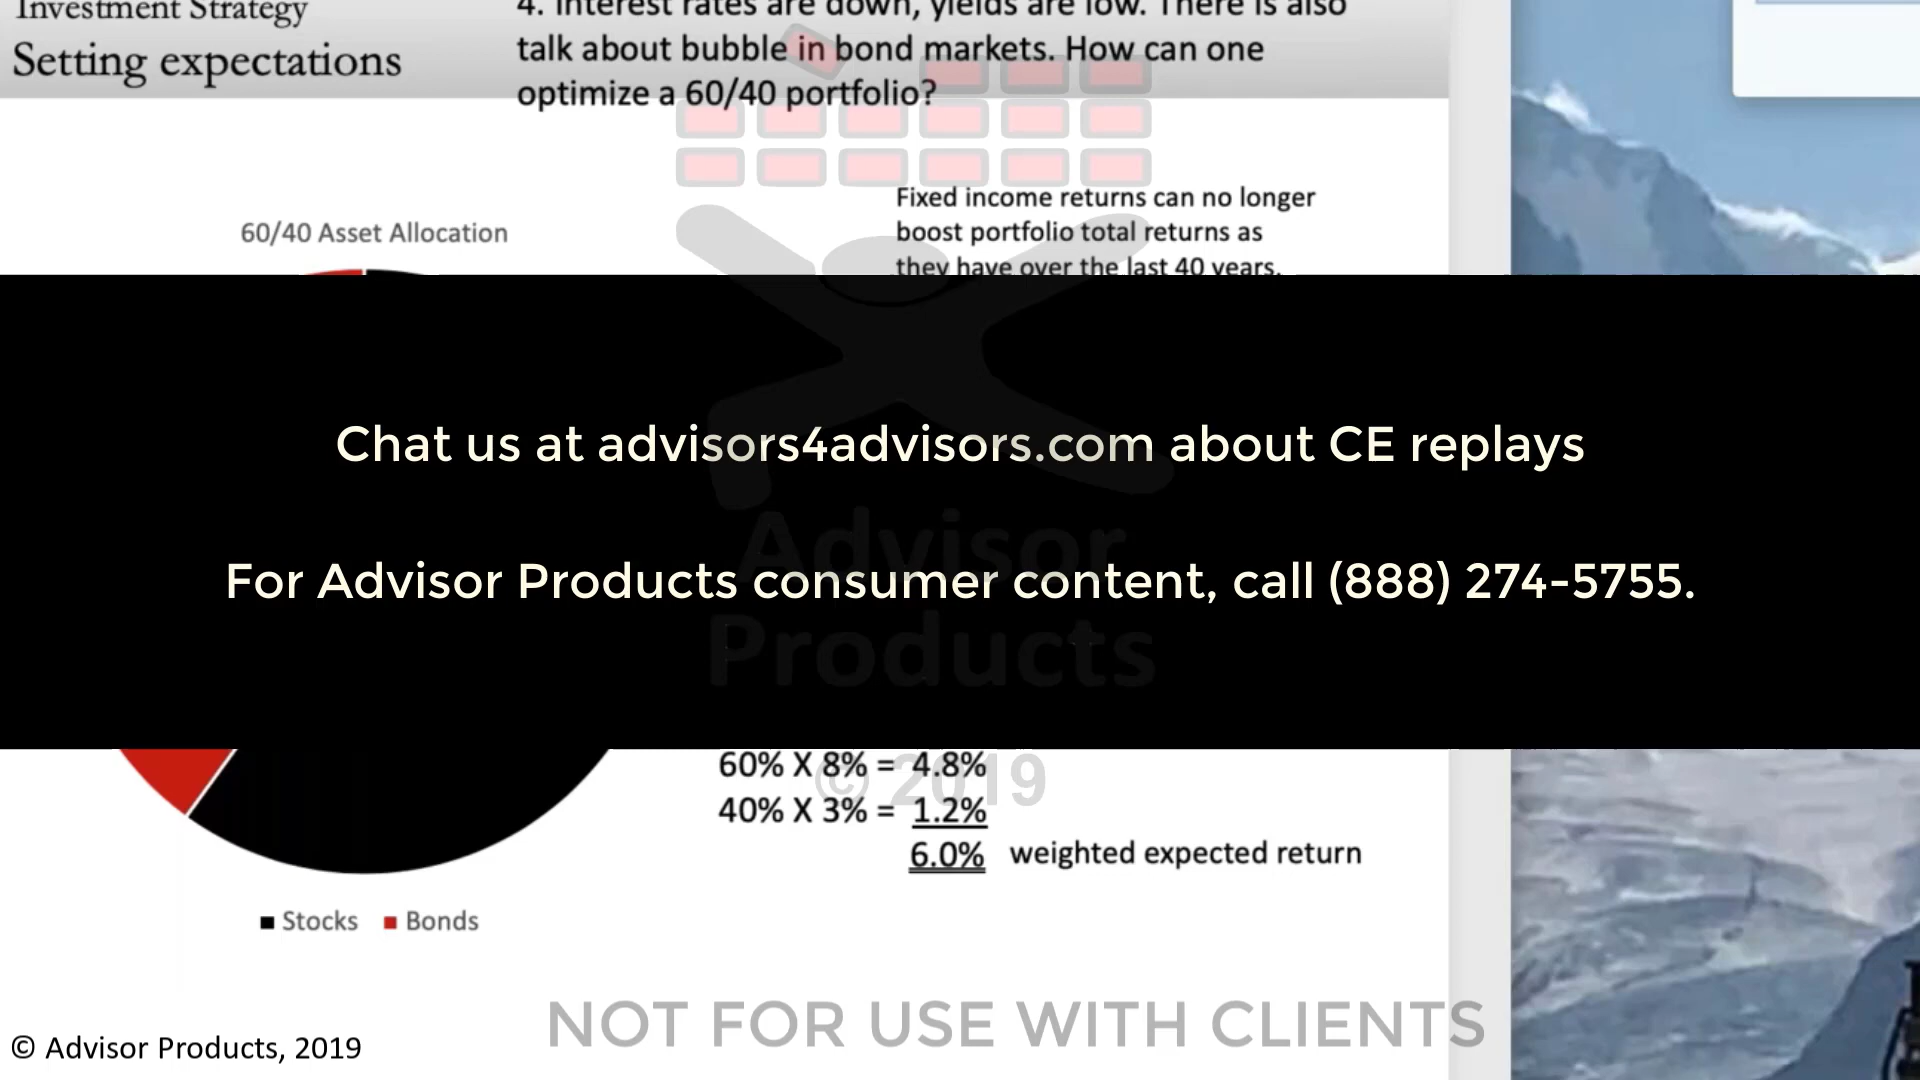 Investment Strategy
Setting expectations
4. Interest rates are down, yields are low. There is also
talk about bubble in bond markets. How can one
optimize a 60/40 portfolio?
Fixed income returns can no longer
boost portfolio total returns as
they have over the last 40 years.
60/40 Asset Allocation
Chat us at advisors4advisors.com about CE replays
Advisor
For Advisor Products consumer content, call (888) 274-5755.
Products
60% X 8% = 4.8%
© 2019
40% X 3% = 1.2%
6.0% weighted expected return
Stocks Bonds
NOT FOR USE WITH CLIENTS
© Advisor Products, 2019